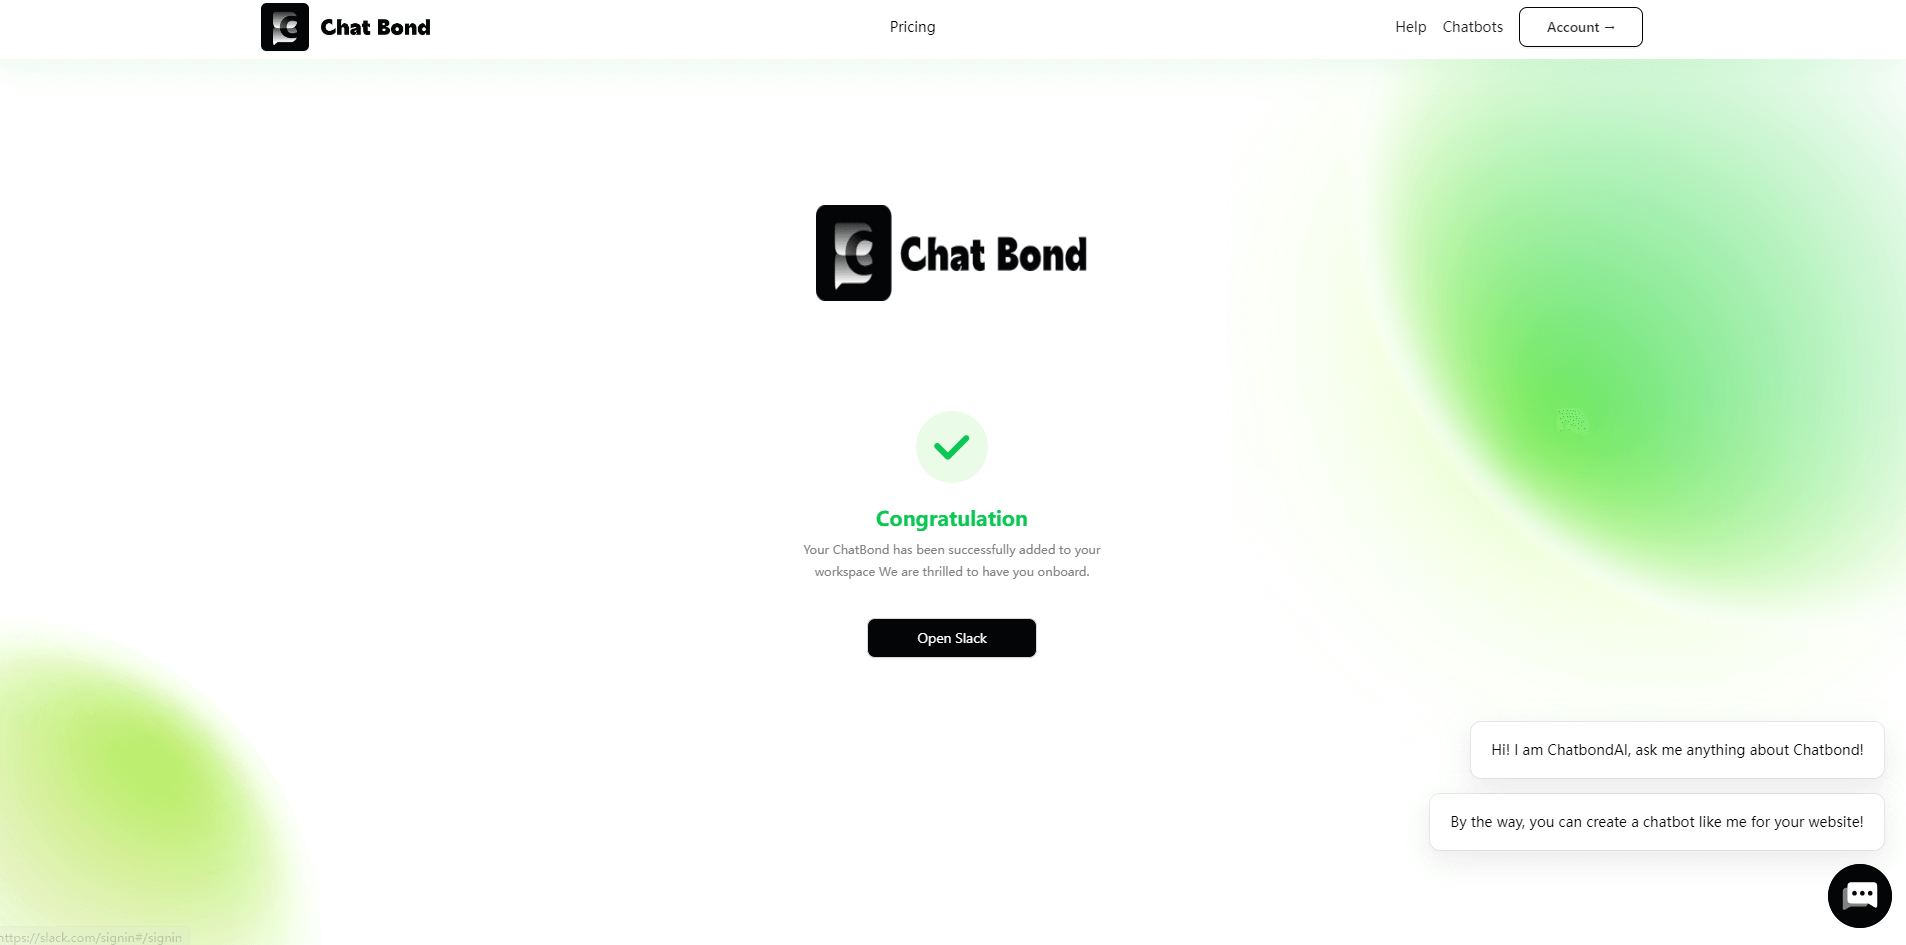 Chat Bond
Pricing
Help
Chatbots
Account →
Chat Bond
Congratulation
Your ChatBond has been successfully added to your
workspace We are thrilled to have you onboard.
Open Slack
Hi! I am ChatbondAI, ask me anything about Chatbond!
By the way, you can create a chatbot like me for your website!
https://slack.com/signin#/signin